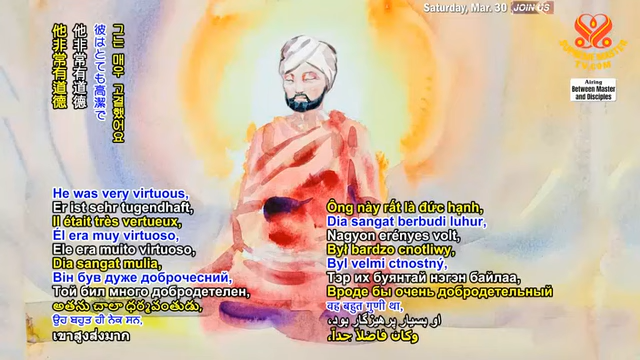 Saturday, Mar. 30 JOIN US
SUPREME MASTER
TV.COM
Airing
Between Master
and Disciples
그는 매우 고결했어요
彼はとても高潔で
他非常有道德
他非常有道德
He was very virtuous,
Er ist sehr tugendhaft,
Il était très vertueux,
Él era muy virtuoso,
Ele era muito virtuoso,
Dia sangat mulia,
Він був дуже доброчесний,
Той бил много добродетелен,
అతను చాలా ధర్మవంతుడు,
ਉਹ ਬਹੁਤ ਹੀ ਨੇਕ ਸਨ,
เขาสูงส่งมาก
Ông này rất là đức hạnh,
Dia sangat berbudi luhur,
Nagyon erényes volt,
Był bardzo cnotliwy,
Byl velmi ctnostný,
Тэр их буянтай нэгэн байлаа,
Вроде бы очень добродетельный
वह बहुत गुणी था,
او بسیار پرهیزگار بود،
وكان فاضلاً جداً،